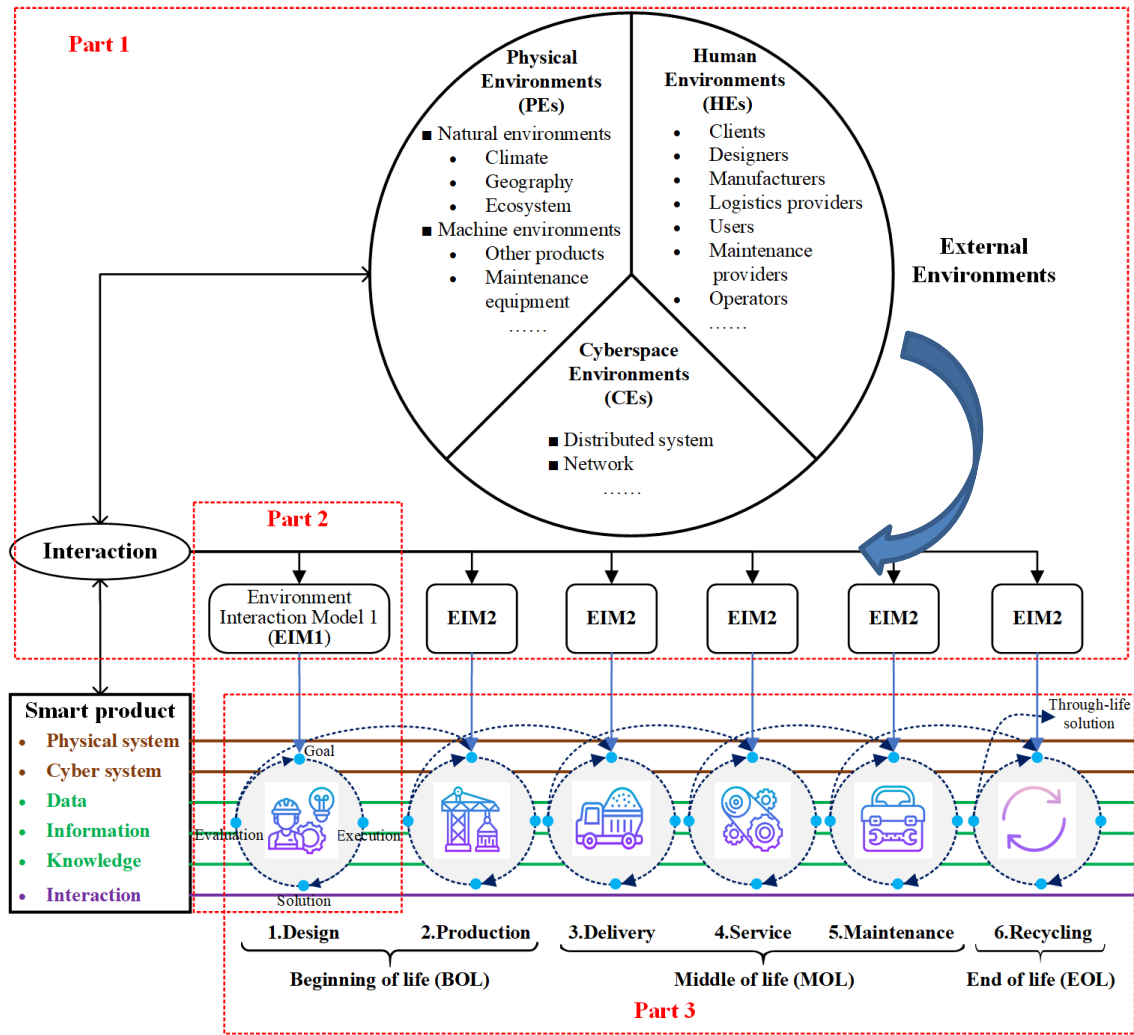 Part 1
Physical
Environments
(PEs)
■ Natural environments
• Climate
• Geography
• Ecosystem
■ Machine environments
• Other products
• Maintenance
equipment
……
Human
Environments
(HEs)
• Clients
• Designers
• Manufacturers
• Logistics providers
• Users
• Maintenance
providers
• Operators
……
Cyberspace
Environments
(CEs)
■ Distributed system
■ Network
……
External
Environments
Interaction
Part 2
Environment
Interaction Model 1
(EIM1)
EIM2
EIM2
EIM2
EIM2
EIM2
Smart product
• Physical system
• Cyber system
• Data
• Information
• Knowledge
• Interaction
Goal
Evaluation
Execution
Solution
Through-life
solution
1.Design
2.Production
3.Delivery
4.Service
5.Maintenance
6.Recycling
Beginning of life (BOL)
Middle of life (MOL)
End of life (EOL)
Part 3